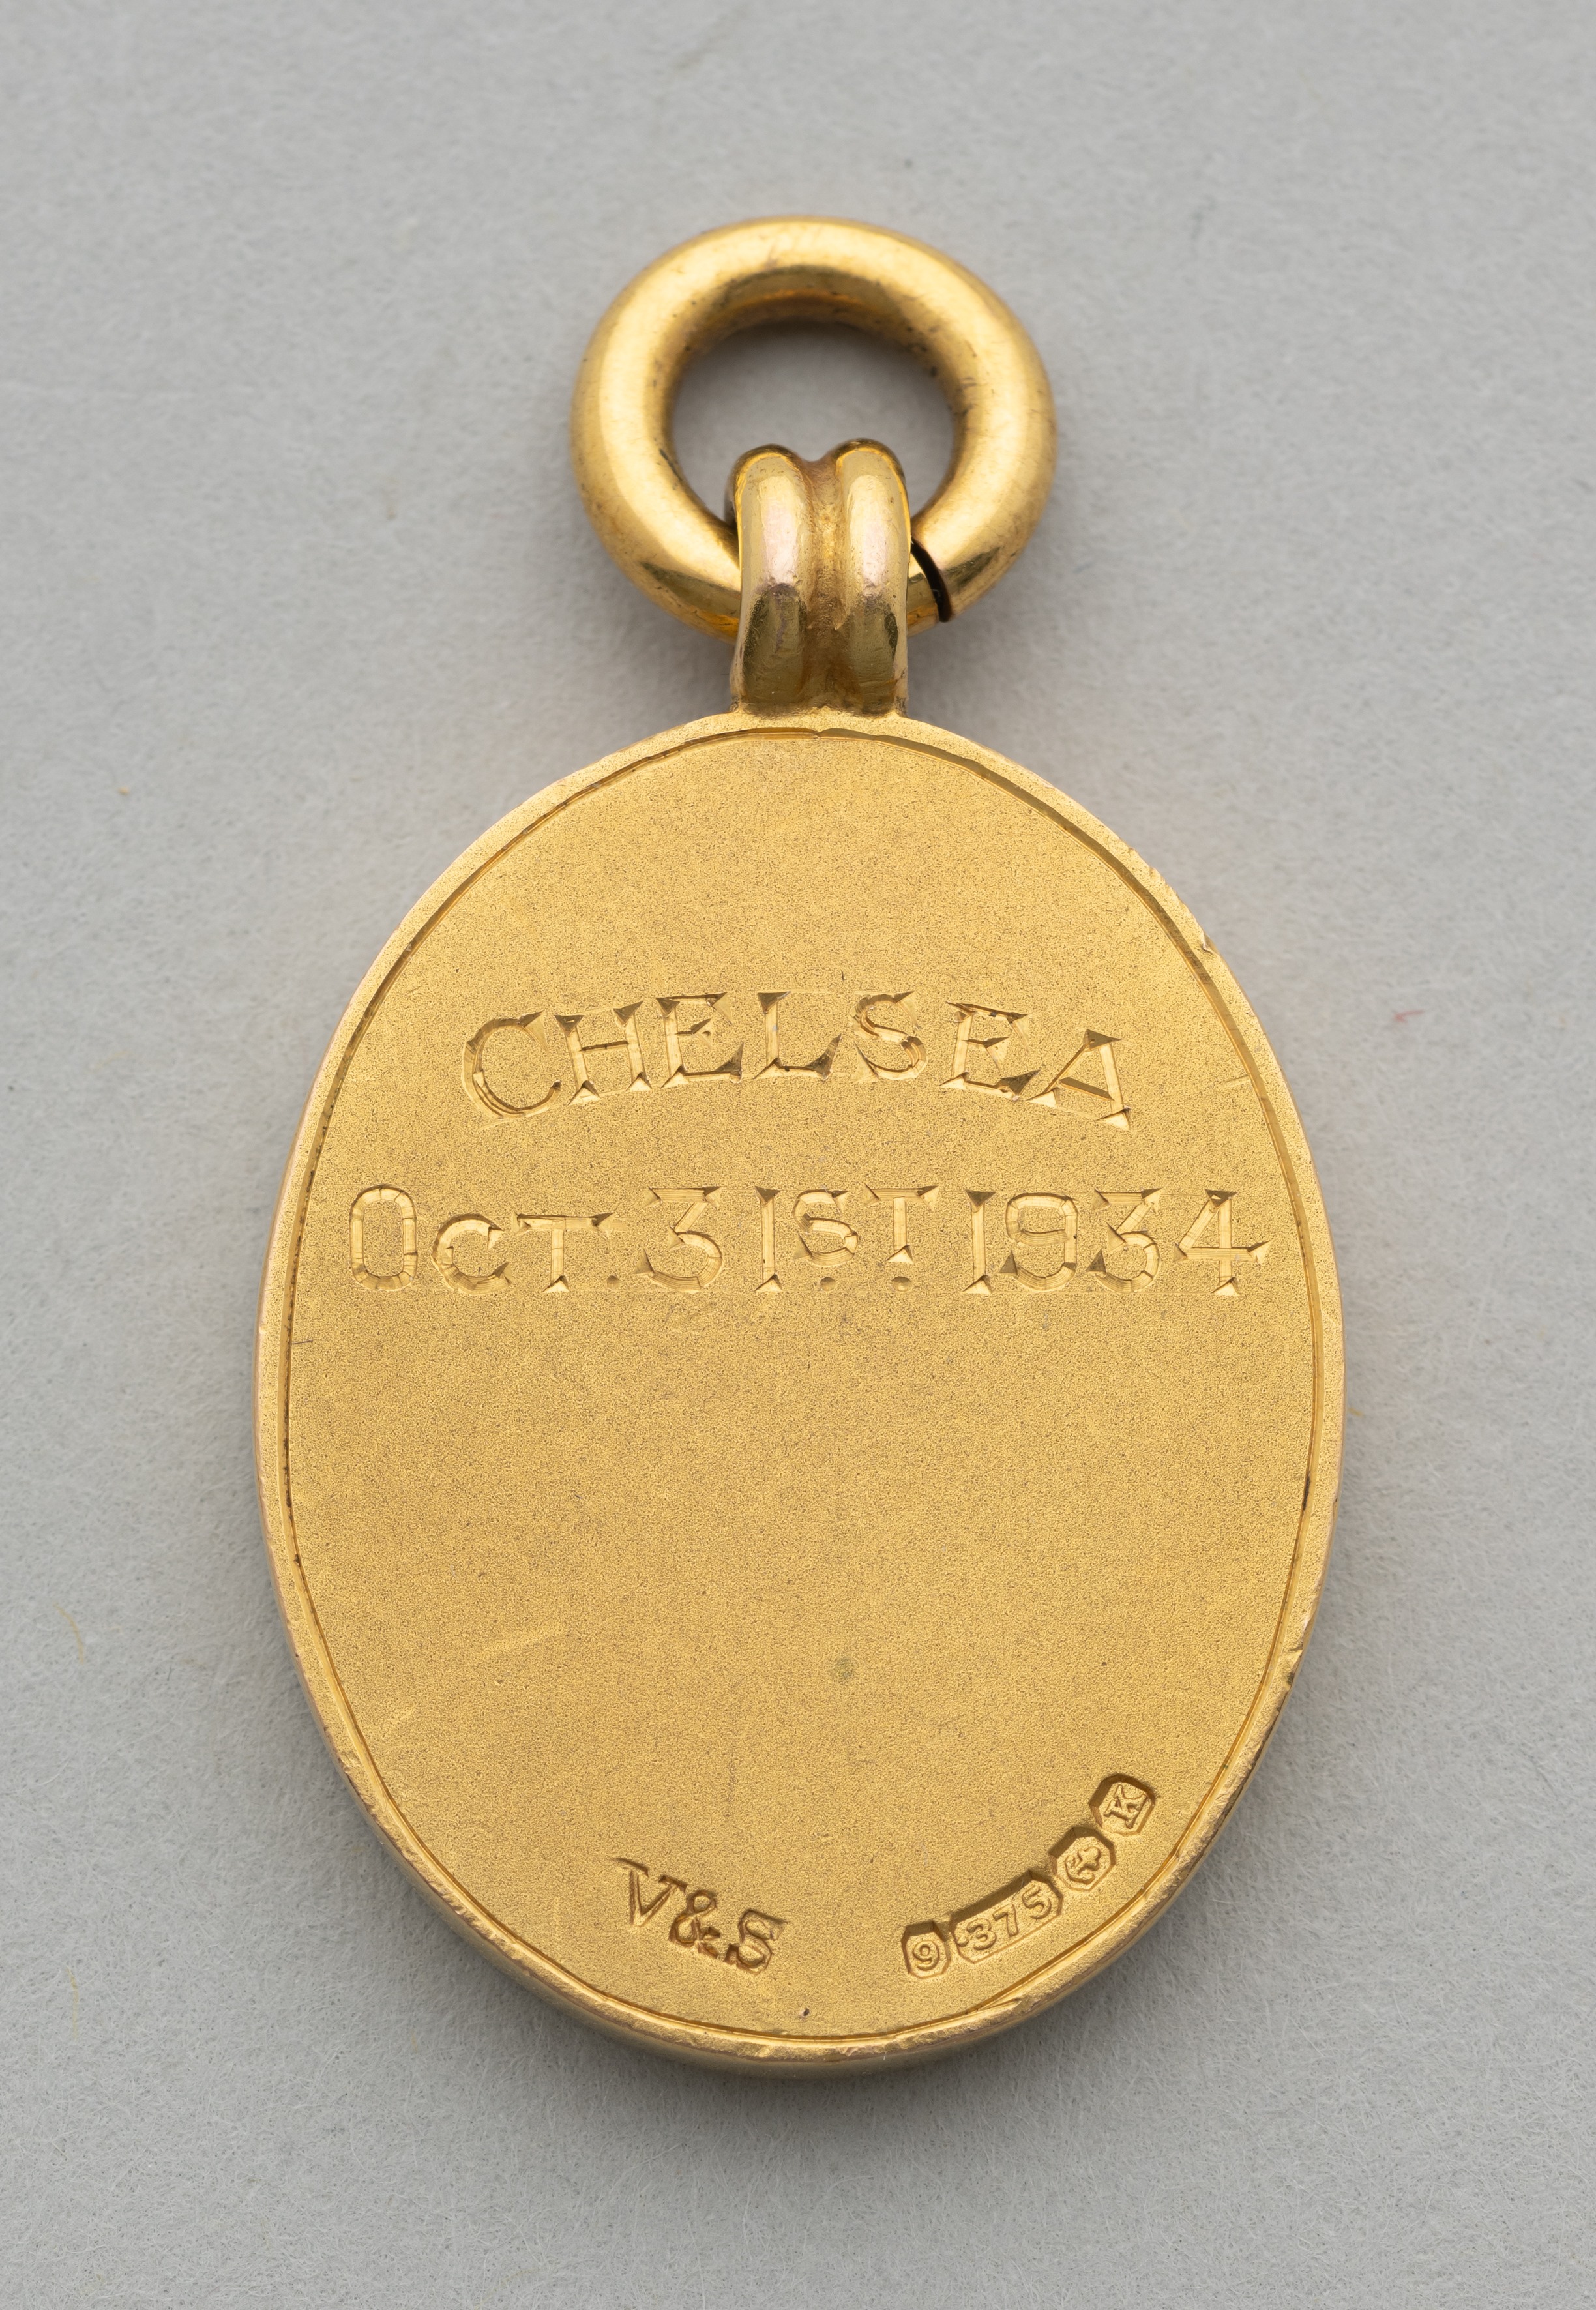 CHELSEA
OCT. 31ST. 1934
V&S
9 .375 K